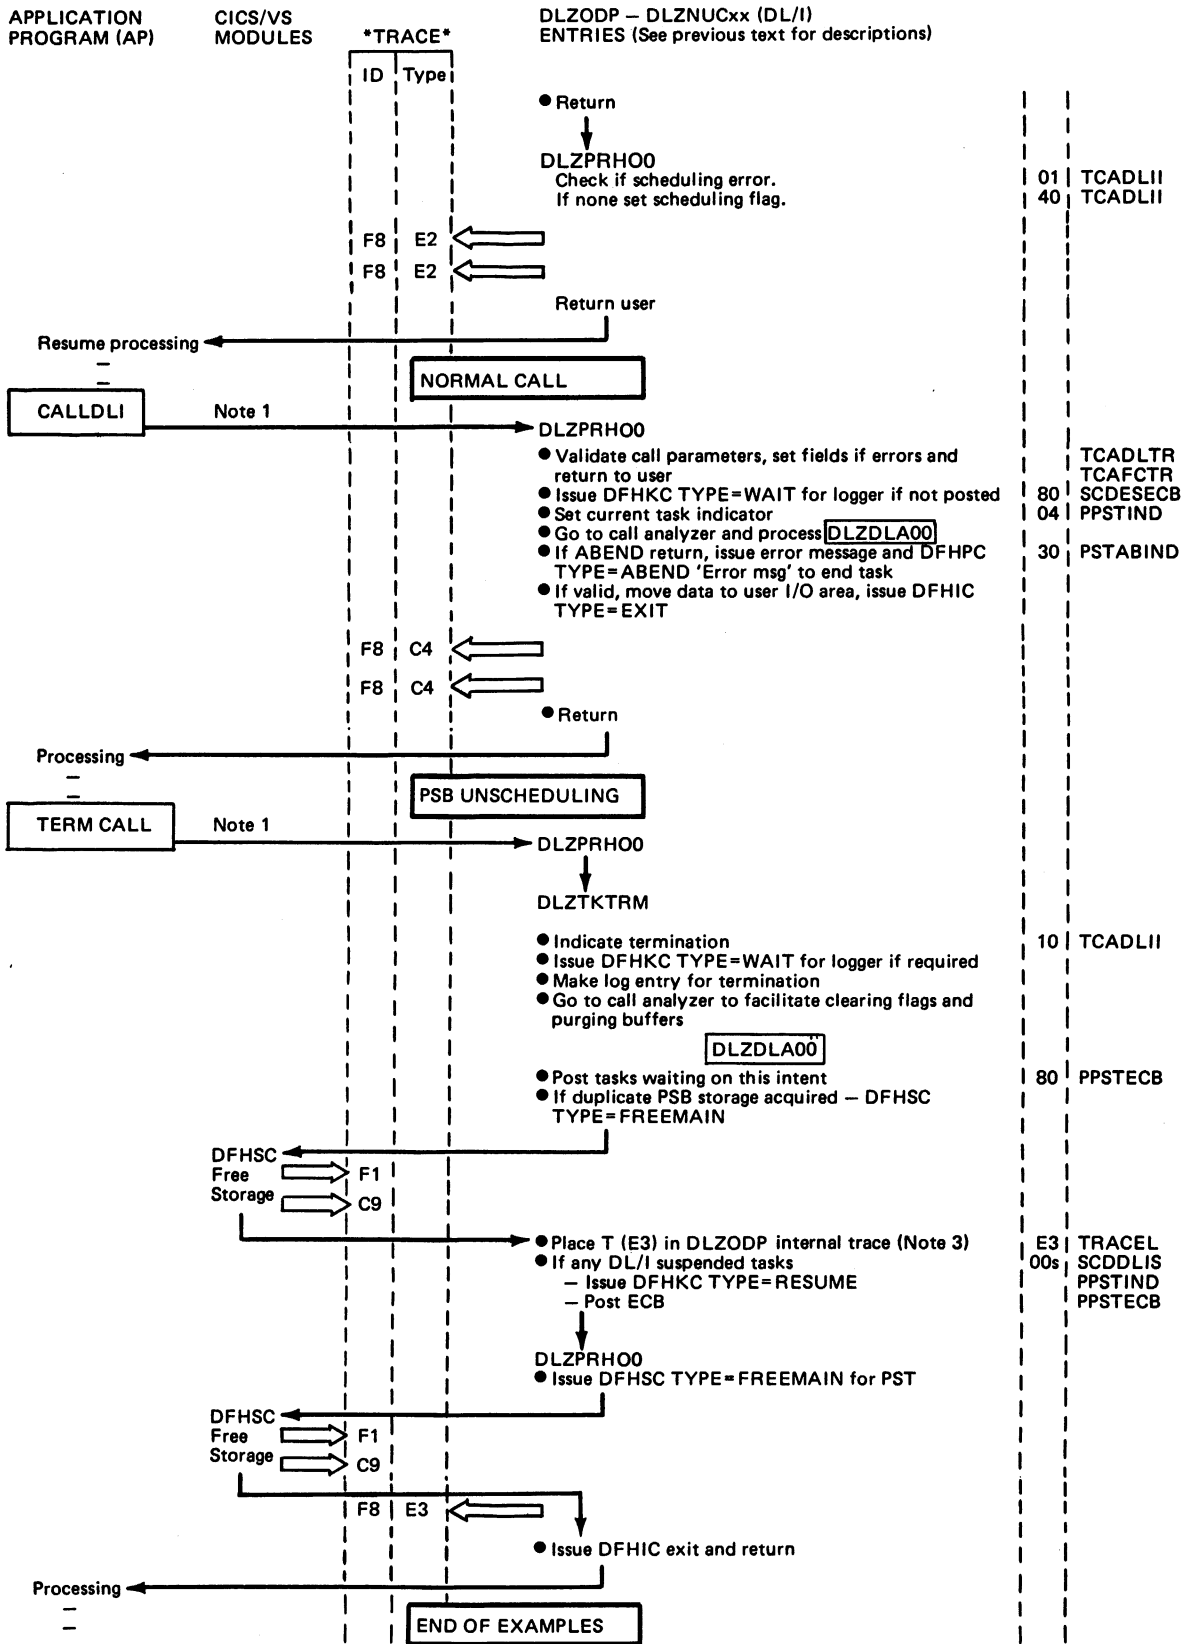 APPLICATION
PROGRAM (AP)
CICS/VS
MODULES
*TRACE*
DLZODP — DLZNUCxx (DL/I)
ENTRIES (See previous text for descriptions)
ID Type
● Return
DLZPRHO0
Check if scheduling error. 01 TCADLII
If none set scheduling flag. 40 TCADLII
F8 E2
F8 E2
Return user
Resume processing
NORMAL CALL
CALLDLI Note 1 DLZPRHO0
● Validate call parameters, set fields if errors and TCADLTR
return to user TCAFCTR
● Issue DFHKC TYPE=WAIT for logger if not posted 80 SCDESECB
● Set current task indicator 04 PPSTIND
● Go to call analyzer and process DLZDLA00
● If ABEND return, issue error message and DFHPC 30 PSTABIND
TYPE=ABEND 'Error msg' to end task
● If valid, move data to user I/O area, issue DFHIC
TYPE=EXIT
F8 C4
F8 C4
● Return
Processing
PSB UNSCHEDULING
TERM CALL Note 1 DLZPRHO0
DLZTKTRM
● Indicate termination 10 TCADLII
● Issue DFHKC TYPE=WAIT for logger if required
● Make log entry for termination
● Go to call analyzer to facilitate clearing flags and
purging buffers
DLZDLA00
● Post tasks waiting on this intent 80 PPSTECB
● If duplicate PSB storage acquired — DFHSC
TYPE=FREEMAIN
DFHSC
Free F1
Storage C9
● Place T (E3) in DLZODP internal trace (Note 3) E3 TRACEL
● If any DL/I suspended tasks 00s SCDDLIS
— Issue DFHKC TYPE=RESUME PPSTIND
— Post ECB PPSTECB
DLZPRHO0
● Issue DFHSC TYPE=FREEMAIN for PST
DFHSC
Free F1
Storage C9
F8 E3
● Issue DFHIC exit and return
Processing
END OF EXAMPLES